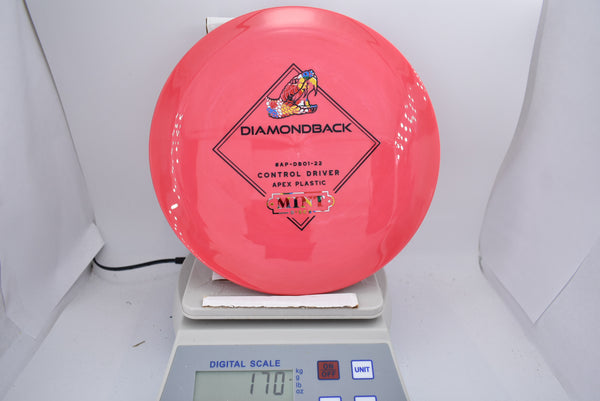 DIAMONDBACK
#AP-DB01-22
CONTROL DRIVER
APEX PLASTIC
MINT
DIGITAL SCALE
170
kg
g
lb
oz
ON
OFF
UNIT